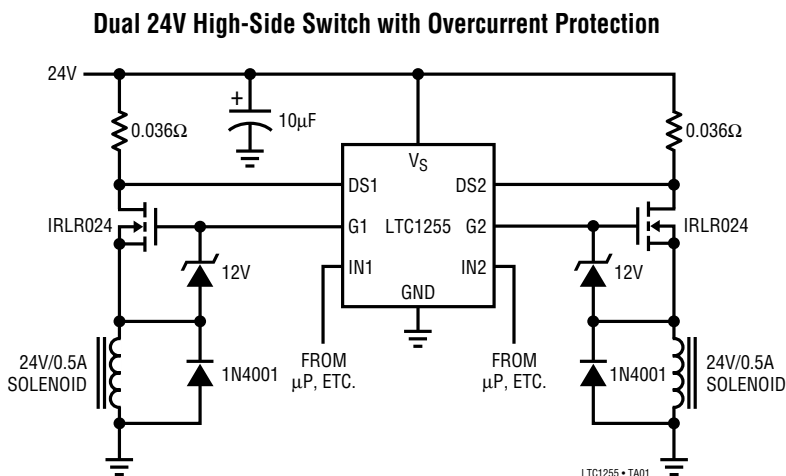 Dual 24V High-Side Switch with Overcurrent Protection
24V
+
10µF
0.036Ω
0.036Ω
VS
DS1
DS2
IRLR024
G1
LTC1255
G2
IRLR024
12V
IN1
IN2
12V
GND
24V/0.5A
SOLENOID
1N4001
FROM
µP, ETC.
FROM
µP, ETC.
1N4001
24V/0.5A
SOLENOID
LTC1255 • TA01